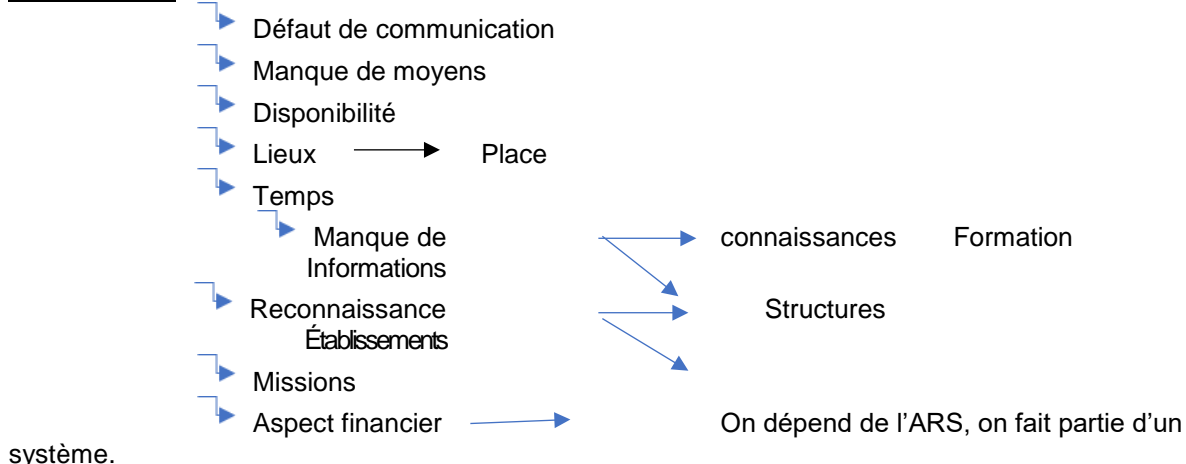 Défaut de communication
Manque de moyens
Disponibilité
Lieux Place
Temps
Manque de connaissances Formation
Informations
Reconnaissance Structures
Établissements
Missions
Aspect financier On dépend de l’ARS, on fait partie d’un
système.